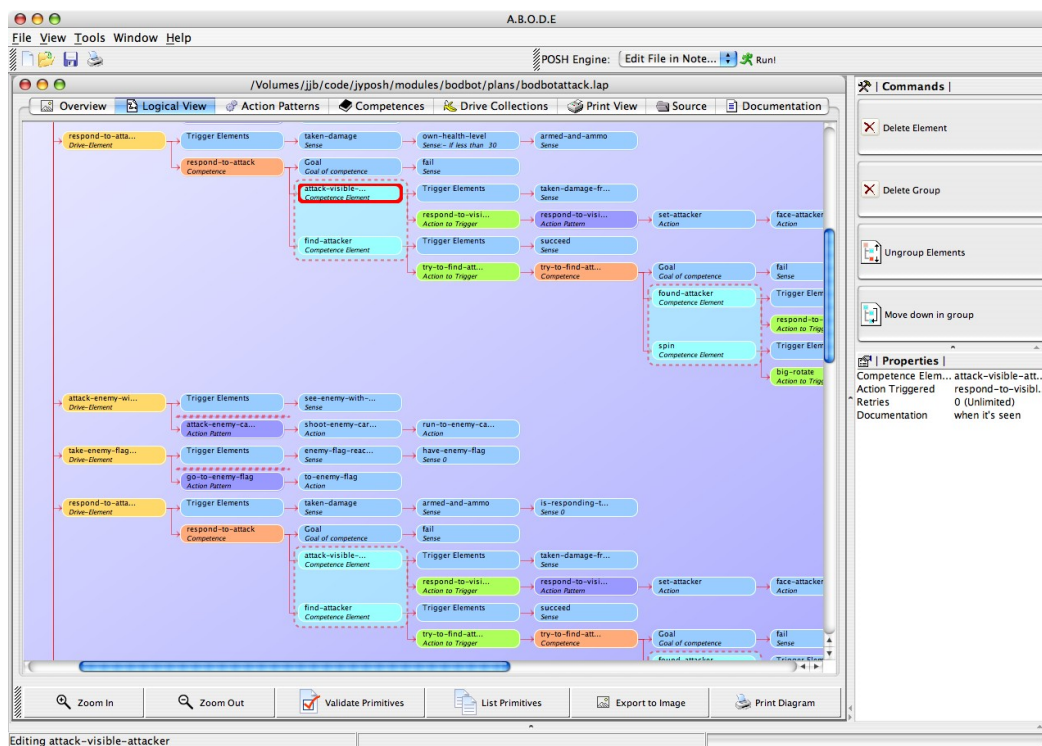 A.B.O.D.E
File View Tools Window Help
POSH Engine: Edit File in Note... Run!
/Volumes/jjb/code/jyposh/modules/bodbot/plans/bodbotattack.lap
Overview Logical View Action Patterns Competences Drive Collections Print View Source Documentation
respond-to-atta... Trigger Elements taken-damage own-health-level armed-and-ammo
Drive-Element Sense Sense:- if less than 30 Sense
respond-to-attack Goal fail
Competence Goal of competence Sense
attack-visible-... Trigger Elements taken-damage-fr...
Competence Element Sense
respond-to-visi... respond-to-visi... set-attacker face-attacker
Action to Trigger Action Pattern Action Action
find-attacker Trigger Elements succeed
Competence Element Sense
try-to-find-att... try-to-find-att... Goal fail
Action to Trigger Competence Goal of competence Sense
found-attacker Trigger Elem
Competence Element
respond-to-
Action to Trigg
spin Trigger Elem
Competence Element
big-rotate
Action to Trigg
attack-enemy-wi... Trigger Elements see-enemy-with-...
Drive-Element Sense
attack-enemy-ca... shoot-enemy-car... run-to-enemy-ca...
Action Pattern Action Action
take-enemy-flag... Trigger Elements enemy-flag-reac... have-enemy-flag
Drive-Element Sense Sense 0
go-to-enemy-flag to-enemy-flag
Action Pattern Action
respond-to-atta... Trigger Elements taken-damage armed-and-ammo is-responding-t...
Drive-Element Sense Sense Sense 0
respond-to-attack Goal fail
Competence Goal of competence Sense
attack-visible-... Trigger Elements taken-damage-fr...
Competence Element Sense
respond-to-visi... respond-to-visi... set-attacker face-attacker
Action to Trigger Action Pattern Action Action
find-attacker Trigger Elements succeed
Competence Element Sense
try-to-find-att... try-to-find-att... Goal fail
Action to Trigger Competence Goal of competence Sense
found-attacker Trigger Elem
Zoom In Zoom Out Validate Primitives List Primitives Export to Image Print Diagram
Editing attack-visible-attacker
| Commands |
Delete Element
Delete Group
Ungroup Elements
Move down in group
| Properties |
Competence Elem... attack-visible-att...
Action Triggered respond-to-visibl...
Retries 0 (Unlimited)
Documentation when it's seen